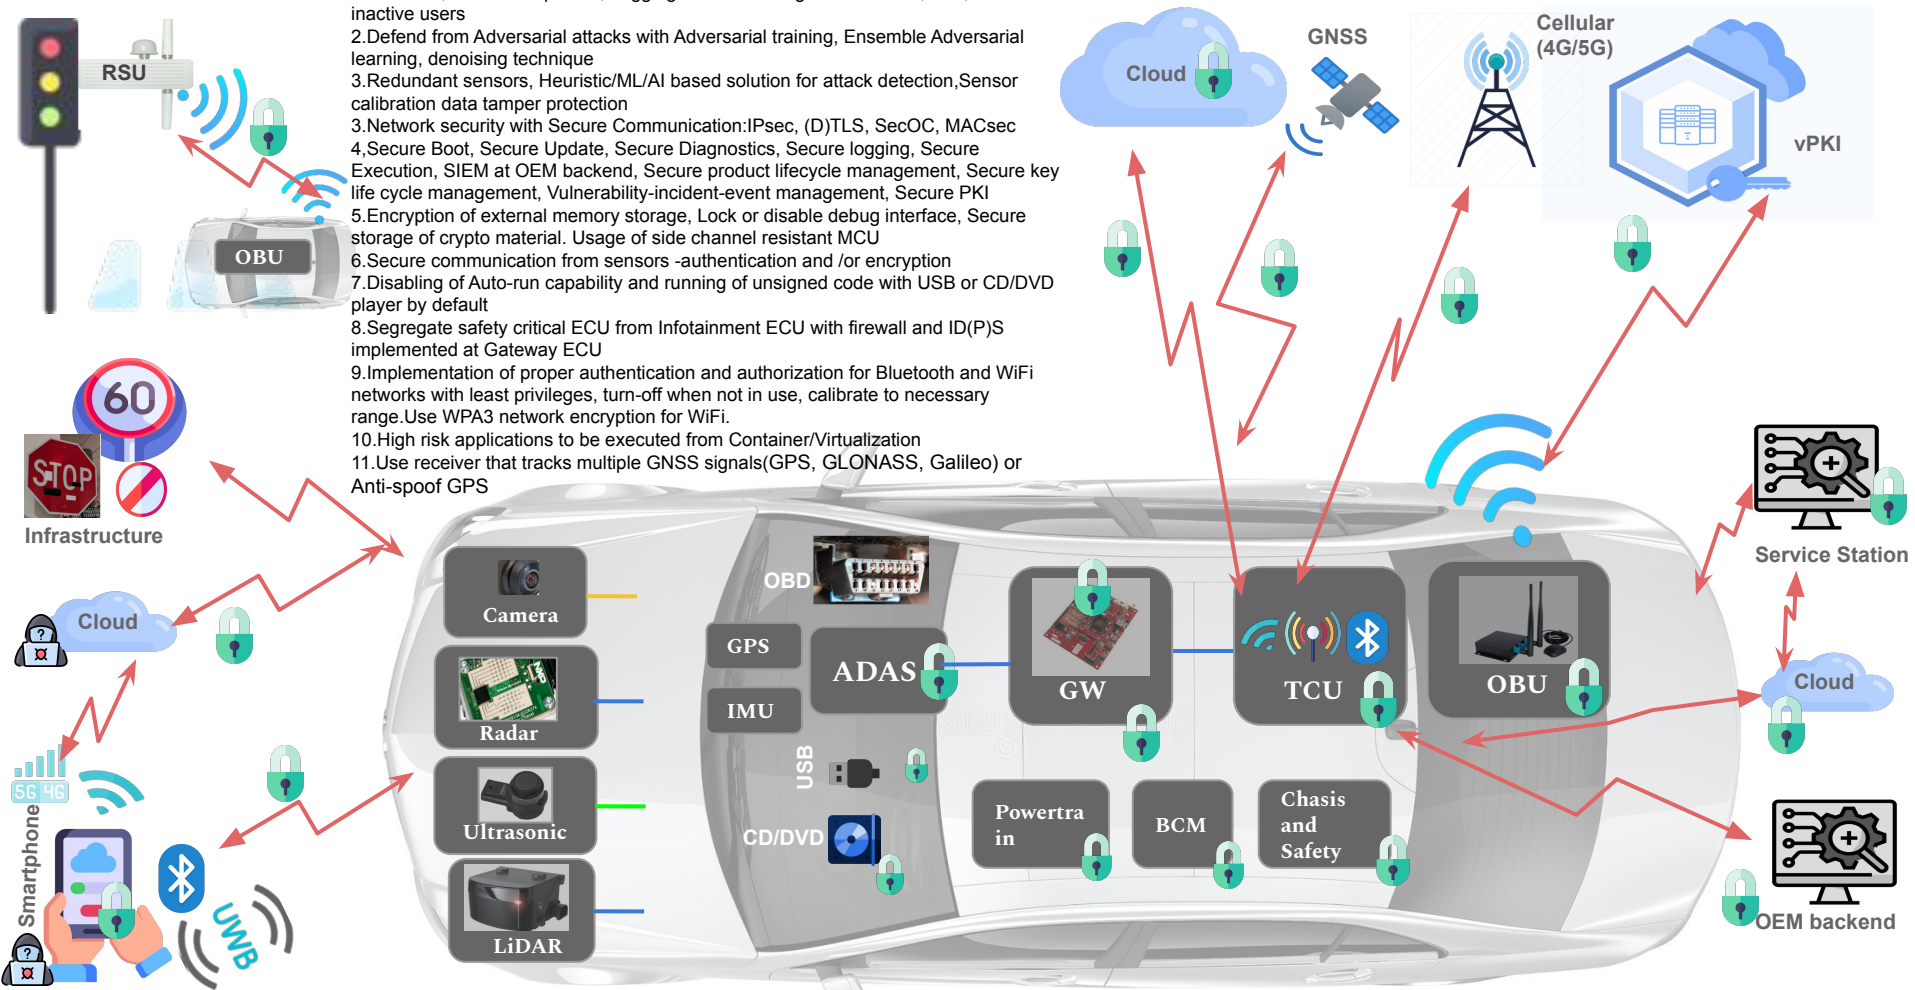 inactive users
2.Defend from Adversarial attacks with Adversarial training, Ensemble Adversarial
learning, denoising technique
3.Redundant sensors, Heuristic/ML/AI based solution for attack detection,Sensor
calibration data tamper protection
3.Network security with Secure Communication:IPsec, (D)TLS, SecOC, MACsec
4,Secure Boot, Secure Update, Secure Diagnostics, Secure logging, Secure
Execution, SIEM at OEM backend, Secure product lifecycle management, Secure key
life cycle management, Vulnerability-incident-event management, Secure PKI
5.Encryption of external memory storage, Lock or disable debug interface, Secure
storage of crypto material. Usage of side channel resistant MCU
6.Secure communication from sensors -authentication and /or encryption
7.Disabling of Auto-run capability and running of unsigned code with USB or CD/DVD
player by default
8.Segregate safety critical ECU from Infotainment ECU with firewall and ID(P)S
implemented at Gateway ECU
9.Implementation of proper authentication and authorization for Bluetooth and WiFi
networks with least privileges, turn-off when not in use, calibrate to necessary
range.Use WPA3 network encryption for WiFi.
10.High risk applications to be executed from Container/Virtualization
11.Use receiver that tracks multiple GNSS signals(GPS, GLONASS, Galileo) or
Anti-spoof GPS
RSU
OBU
Cloud
GNSS
Cellular
(4G/5G)
vPKI
60
STOP
Infrastructure
Cloud
5G 4G
Smartphone
UWB
Camera
Radar
Ultrasonic
LiDAR
OBD
GPS
IMU
ADAS
USB
CD/DVD
GW
TCU
OBU
Powertra
in
BCM
Chasis
and
Safety
Service Station
Cloud
OEM backend